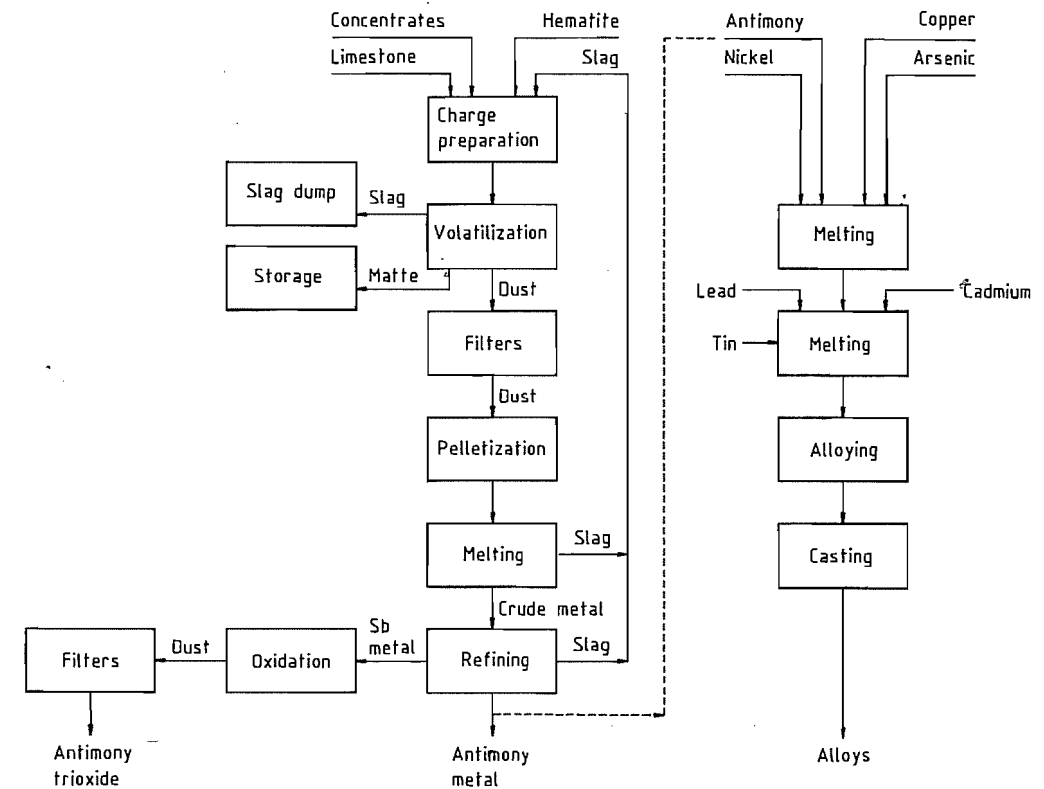 Concentrates
Hematite
Limestone
Slag
Charge
preparation
Slag dump
Slag
Volatilization
Storage
Matte
Dust
Filters
Dust
Pelletization
Melting
Slag
Crude metal
Filters
Dust
Oxidation
Sb
metal
Refining
Slag
Antimony
trioxide
Antimony
metal
Antimony
Copper
Nickel
Arsenic
Melting
Lead
Cadmium
Tin
Melting
Alloying
Casting
Alloys